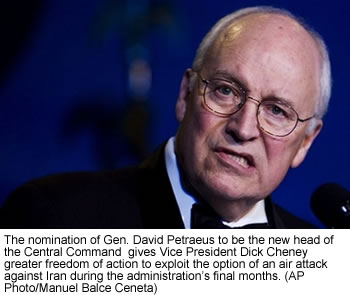 The nomination of Gen. David Petraeus to be the new head of
the Central Command  gives Vice President Dick Cheney
greater freedom of action to exploit the option of an air attack
against Iran during the administration's final months. (AP
Photo/Manuel Balce Ceneta)